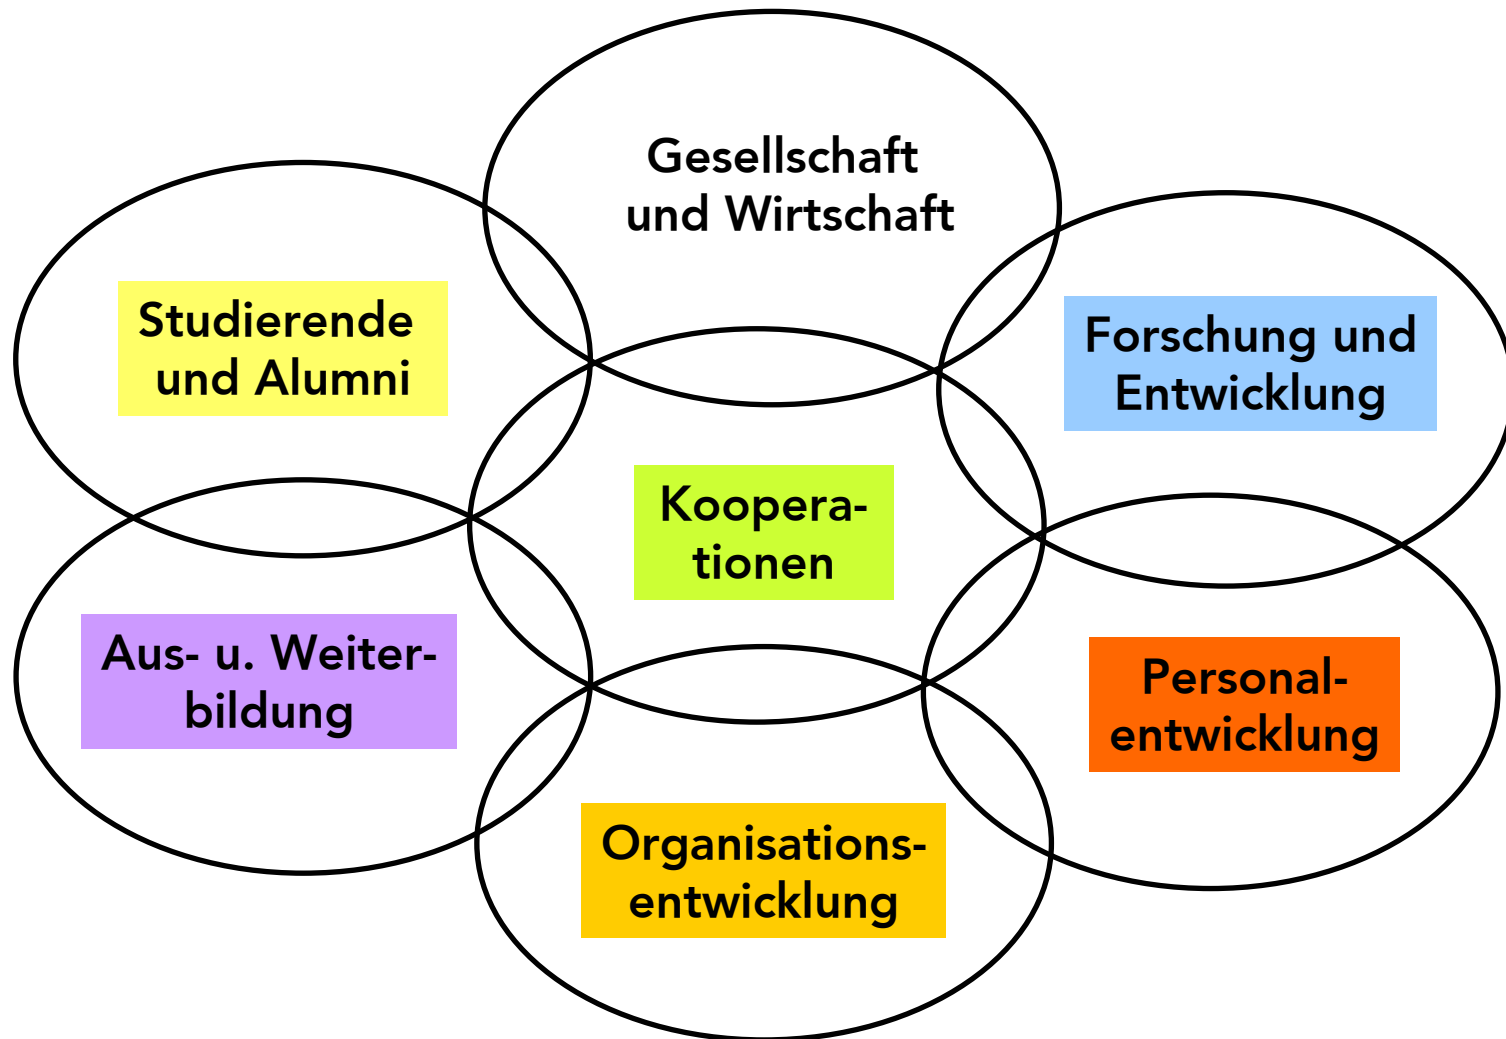 Gesellschaft
und Wirtschaft
Studierende
und Alumni
Forschung und
Entwicklung
Koopera-
tionen
Aus- u. Weiter-
bildung
Personal-
entwicklung
Organisations-
entwicklung